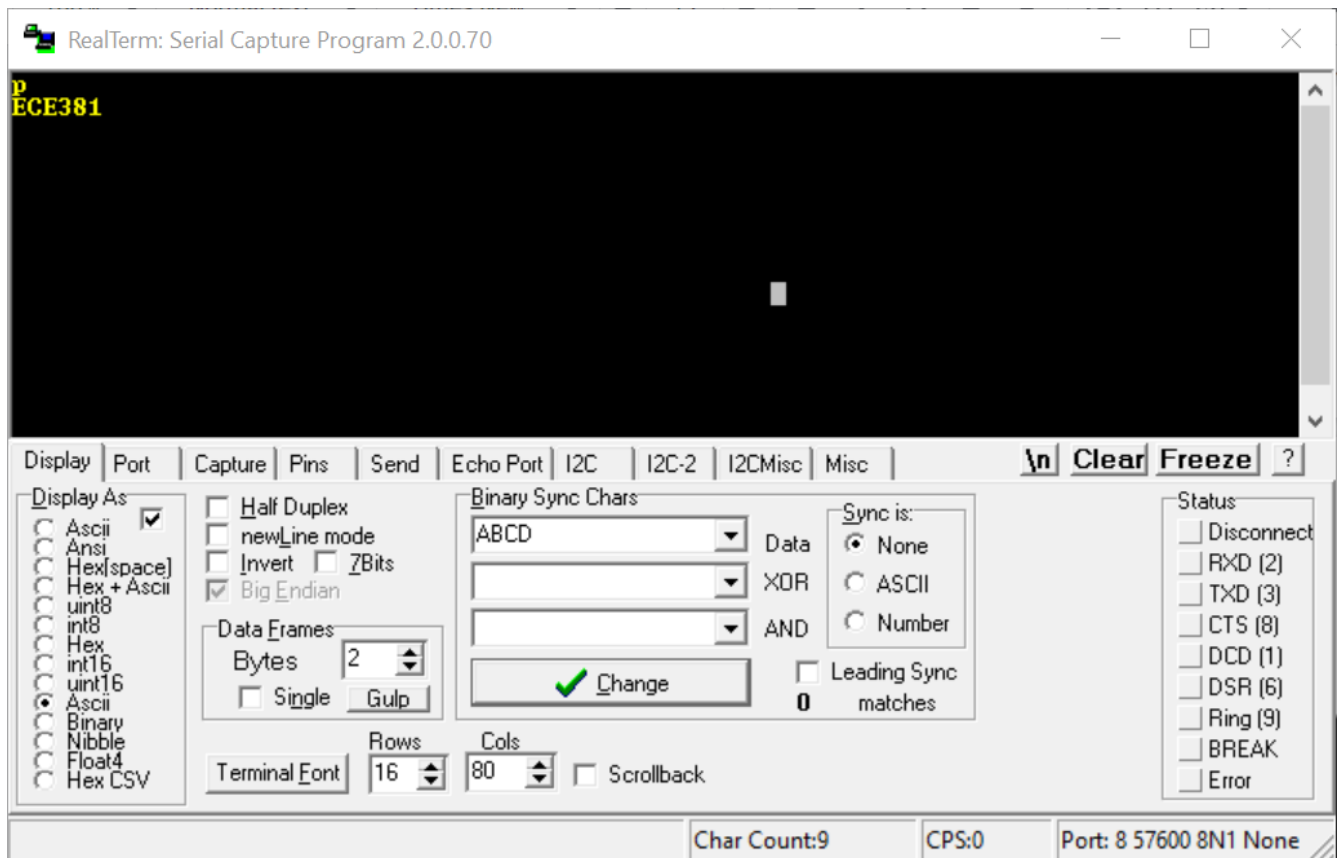 RealTerm: Serial Capture Program 2.0.0.70
p
ECE381
Display Port Capture Pins Send Echo Port I2C I2C-2 I2CMisc Misc \n Clear Freeze ?
Display As
Ascii
Ansi
Hex[space]
Hex + Ascii
uint8
int8
Hex
int16
uint16
Ascii
Binary
Nibble
Float4
Hex CSV
Half Duplex
newLine mode
Invert 7Bits
Big Endian
Data Frames
Bytes 2
Single Gulp
Binary Sync Chars
ABCD Data
XOR
AND
Change
Sync is:
None
ASCII
Number
Leading Sync
0 matches
Terminal Font
Rows
16
Cols
80
Scrollback
Status
Disconnect
RXD (2)
TXD (3)
CTS (8)
DCD (1)
DSR (6)
Ring (9)
BREAK
Error
Char Count:9 CPS:0 Port: 8 57600 8N1 None